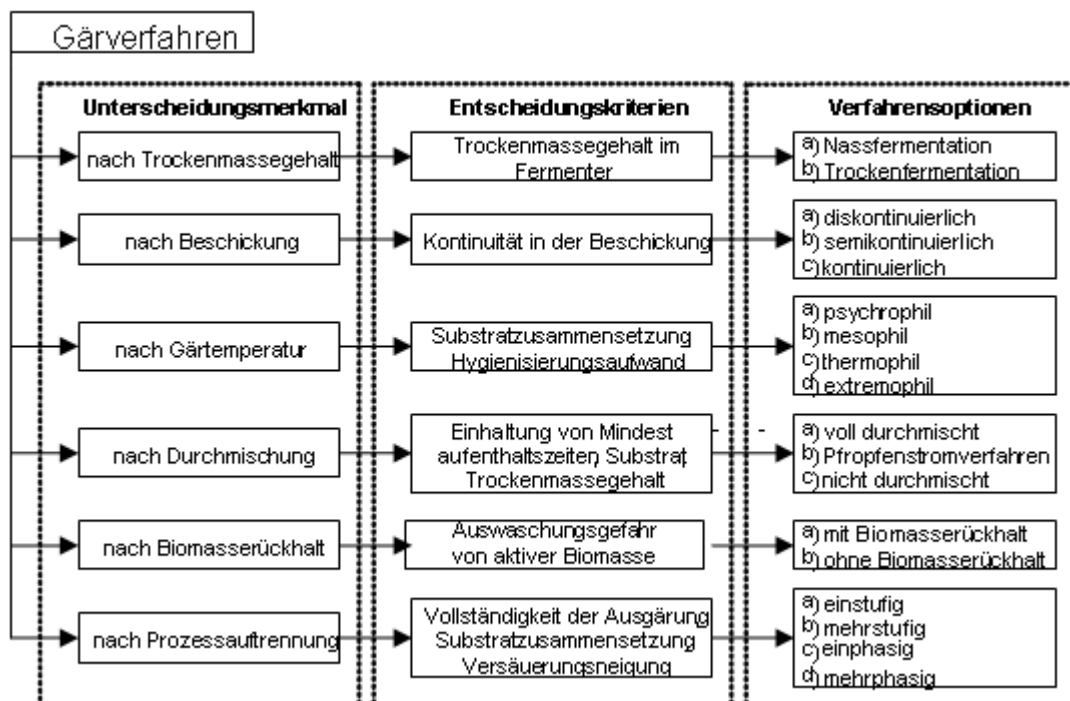 Gärverfahren
Unterscheidungsmerkmal
Entscheidungskriterien
Verfahrensoptionen
nach Trockenmassegehalt
Trockenmassegehalt im
Fermenter
a) Nassfermentation
b) Trockenfermentation
nach Beschickung
Kontinuität in der Beschickung
a) diskontinuierlich
b) semikontinuierlich
c) kontinuierlich
nach Gärtemperatur
Substratzusammensetzung
Hygienisierungsaufwand
a) psychrophil
b) mesophil
c) thermophil
d) extremophil
nach Durchmischung
Einhaltung von Mindest
aufenthaltszeiten, Substrat,
Trockenmassegehalt
a) voll durchmischt
b) Pfropfenstromverfahren
c) nicht durchmischt
nach Biomasserückhalt
Auswaschungsgefahr
von aktiver Biomasse
a) mit Biomasserückhalt
b) ohne Biomasserückhalt
nach Prozessauftrennung
Vollständigkeit der Ausgärung
Substratzusammensetzung
Versäuerungsneigung
a) einstufig
b) mehrstufig
c) einphasig
d) mehrphasig